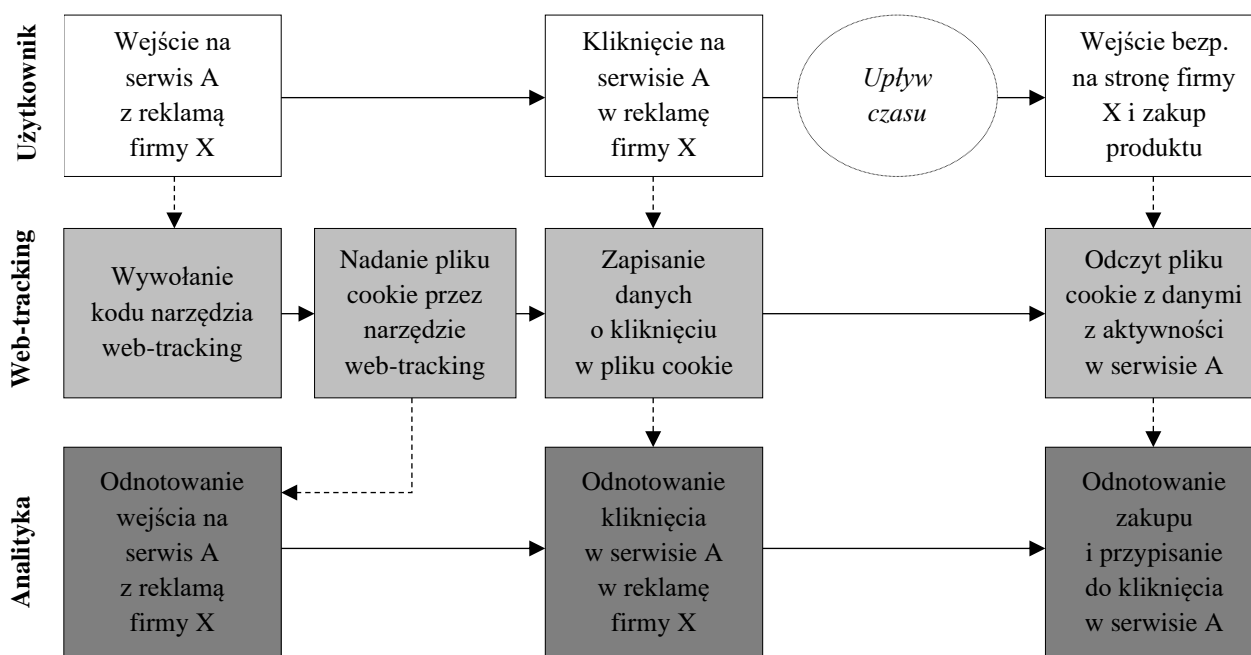 Użytkownik
Wejście na
serwis A
z reklamą
firmy X
Kliknięcie na
serwisie A
w reklamę
firmy X
Upływ
czasu
Wejście bezp.
na stronę firmy
X i zakup
produktu
Web-tracking
Wywołanie
kodu narzędzia
web-tracking
Nadanie pliku
cookie przez
narzędzie
web-tracking
Zapisanie
danych
o kliknięciu
w pliku cookie
Odczyt pliku
cookie z danymi
z aktywności
w serwisie A
Analityka
Odnotowanie
wejścia na
serwis A
z reklamą
firmy X
Odnotowanie
kliknięcia
w serwisie A
w reklamę
firmy X
Odnotowanie
zakupu
i przypisanie
do kliknięcia
w serwisie A